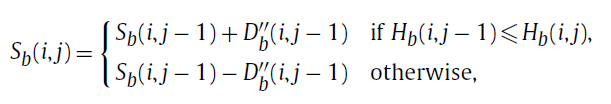 S_b(i,j) = { S_b(i,j − 1) + D''_b(i,j − 1) if H_b(i,j − 1) ⩽ H_b(i,j),
S_b(i,j − 1) − D''_b(i,j − 1) otherwise,